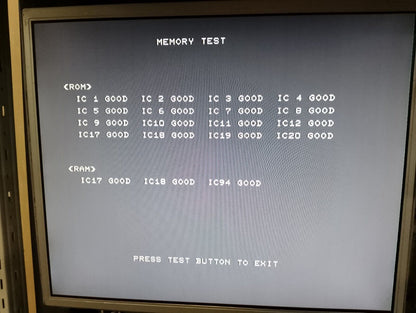 MEMORY TEST
<ROM>
IC 1 GOOD IC 2 GOOD IC 3 GOOD IC 4 GOOD
IC 5 GOOD IC 6 GOOD IC 7 GOOD IC 8 GOOD
IC 9 GOOD IC10 GOOD IC11 GOOD IC12 GOOD
IC17 GOOD IC18 GOOD IC19 GOOD IC20 GOOD
<RAM>
IC17 GOOD IC18 GOOD IC94 GOOD
PRESS TEST BUTTON TO EXIT